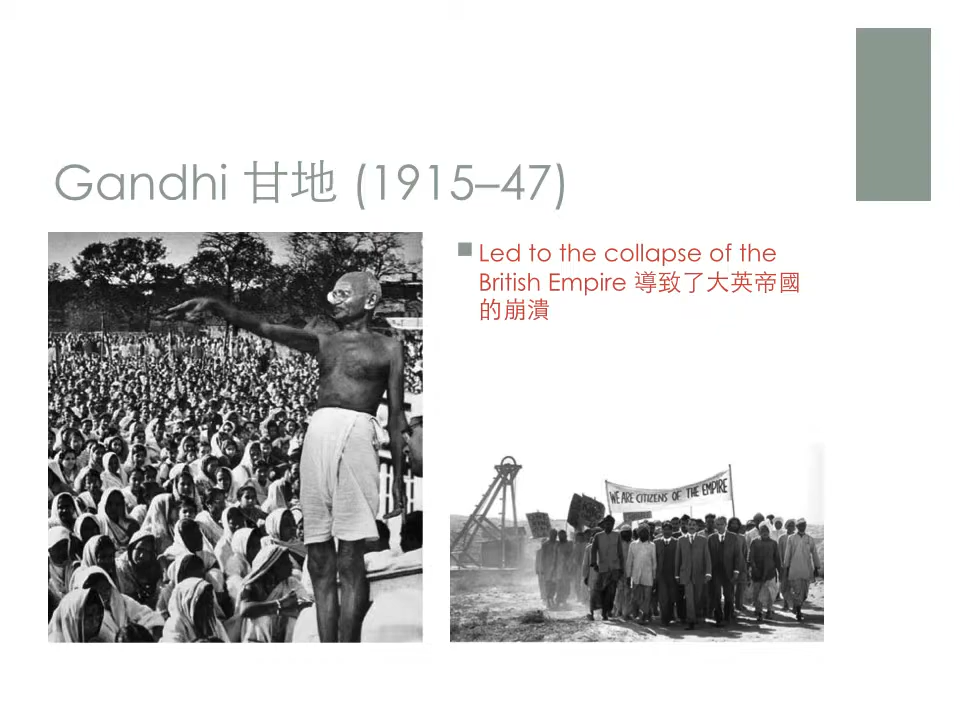 Gandhi 甘地 (1915–47)
Led to the collapse of the
British Empire 導致了大英帝國
的崩潰
WE ARE CITIZENS OF THE EMPIRE